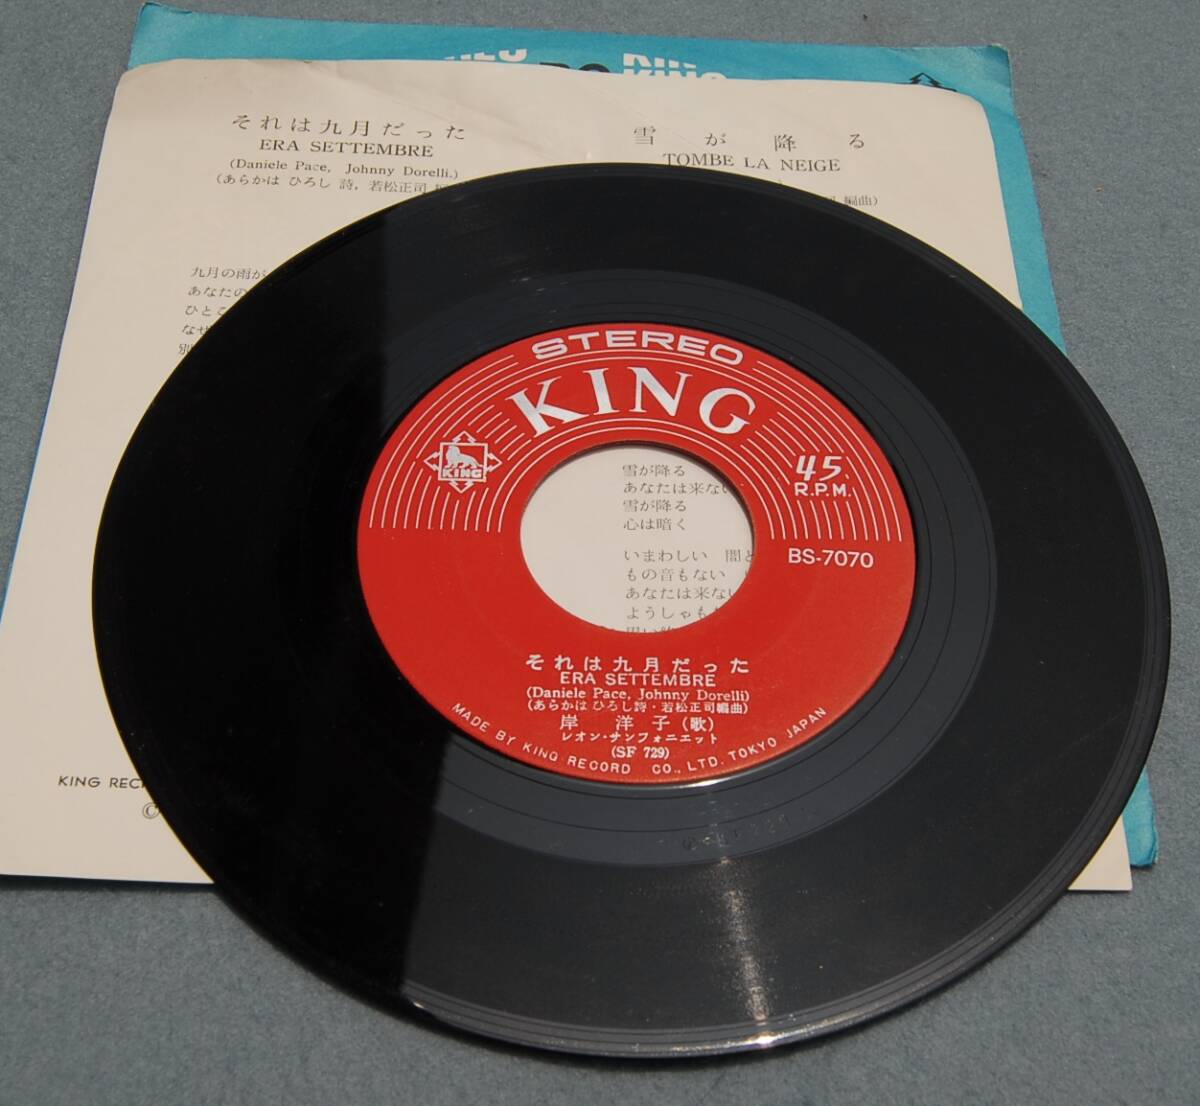 それは九月だった
ERA SETTEMBRE
(Daniele Pace, Johnny Dorelli.)
(あらかは ひろし 詩, 若松正司
九月の雨が
あなたの
ひとこ
なぜ
雪が降る
TOMBE LA NEIGE
編曲)
KING
STEREO
KING
KING
45
R.P.M.
BS-7070
雪が降る
あなたは来ない
雪が降る
心は暗く
いまわしい 闇
もの音もない
あなたは来ない
ようしゃも
それは九月だった
ERA SETTEMBRE
(Daniele Pace, Johnny Dorelli)
(あらかは ひろし詩・若松正司編曲)
岸 洋子 (歌)
レオン・サンフォニエット
(SF 729)
MADE BY KING RECORD CO., LTD. TOKYO JAPAN
KING REC
©